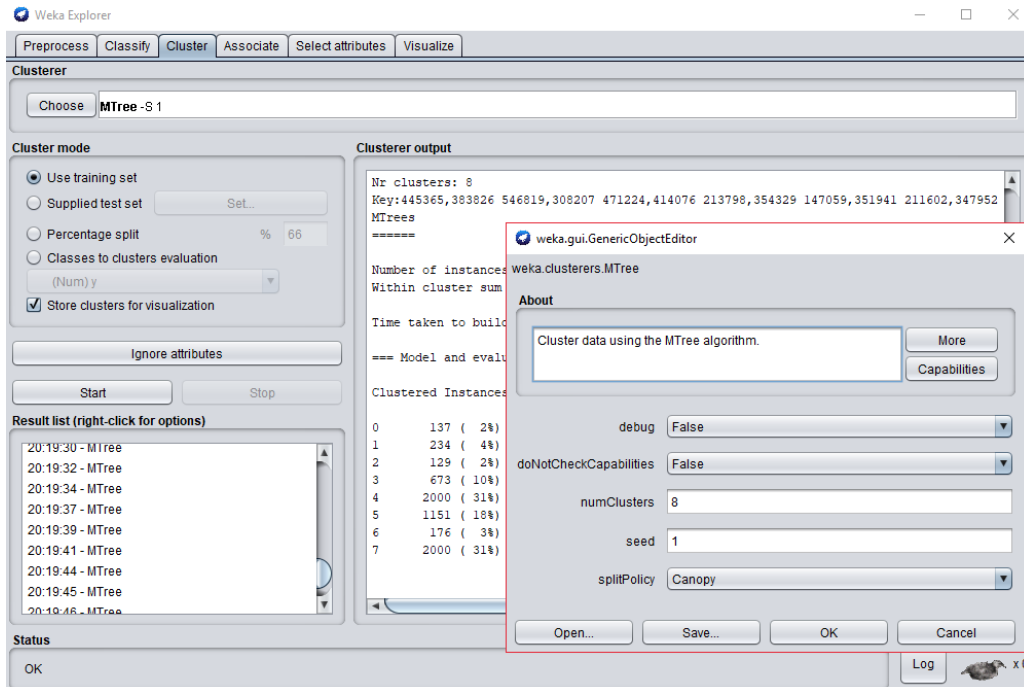 Weka Explorer
Preprocess Classify Cluster Associate Select attributes Visualize
Clusterer
Choose MTree -S 1
Cluster mode
Use training set
Supplied test set Set...
Percentage split % 66
Classes to clusters evaluation
(Num) y
Store clusters for visualization
Ignore attributes
Start Stop
Result list (right-click for options)
20:19:30 - MTree
20:19:32 - MTree
20:19:34 - MTree
20:19:37 - MTree
20:19:39 - MTree
20:19:41 - MTree
20:19:44 - MTree
20:19:45 - MTree
20:19:46 - MTree
Clusterer output
Nr clusters: 8
Key:445365,383826 546819,308207 471224,414076 213798,354329 147059,351941 211602,347952
MTrees
======
Number of instances
Within cluster sum
Time taken to build
=== Model and evalu
Clustered Instances
0 137 ( 2%)
1 234 ( 4%)
2 129 ( 2%)
3 673 ( 10%)
4 2000 ( 31%)
5 1151 ( 18%)
6 176 ( 3%)
7 2000 ( 31%)
weka.gui.GenericObjectEditor
weka.clusterers.MTree
About
Cluster data using the MTree algorithm.
More
Capabilities
debug False
doNotCheckCapabilities False
numClusters 8
seed 1
splitPolicy Canopy
Open... Save... OK Cancel
Status
OK
Log